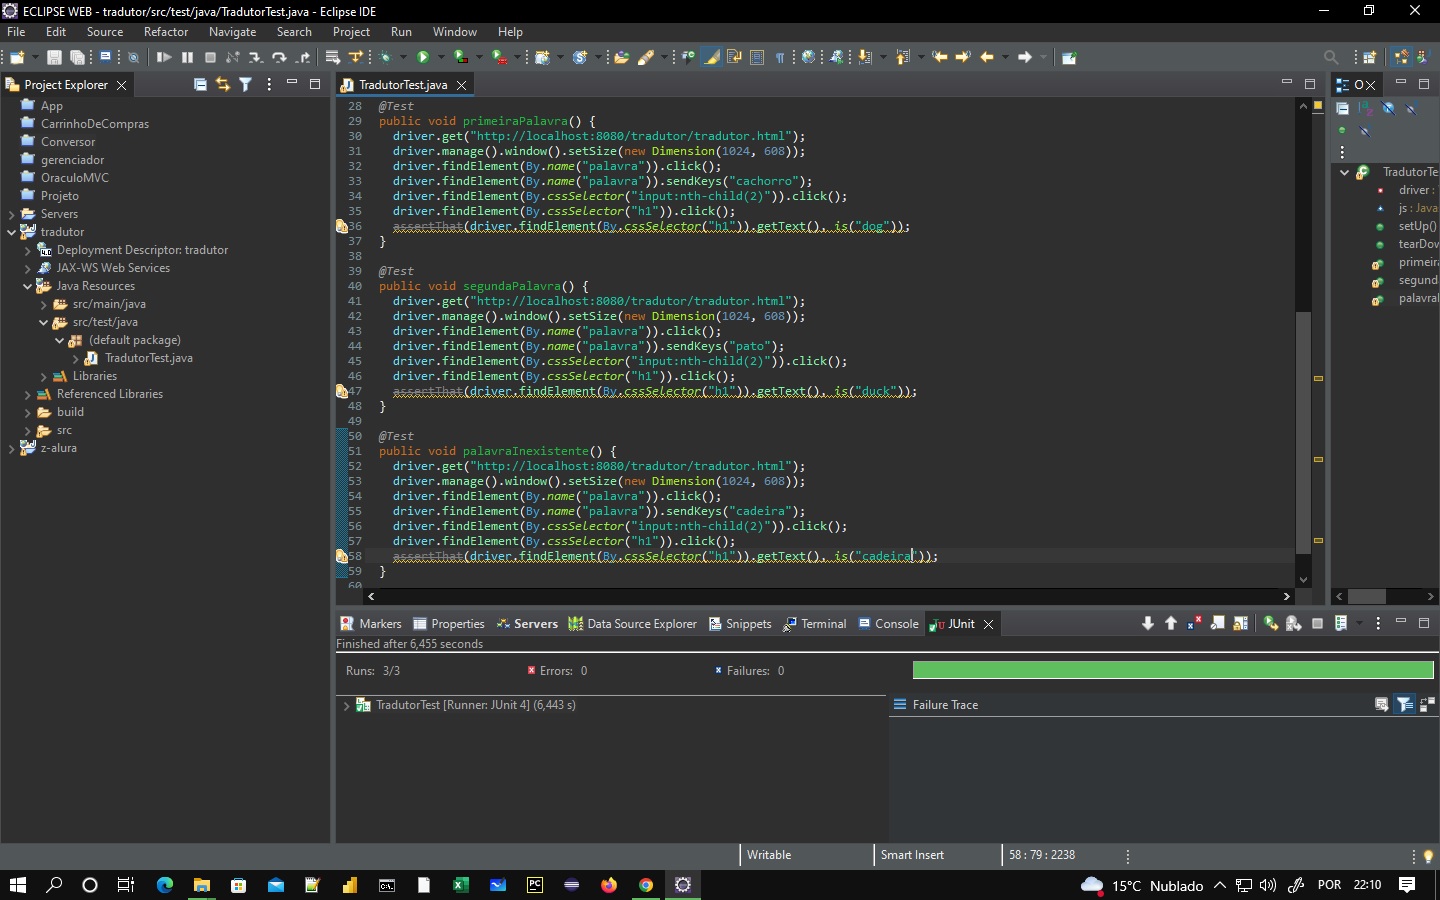 ECLIPSE WEB - tradutor/src/test/java/TradutorTest.java - Eclipse IDE
File Edit Source Refactor Navigate Search Project Run Window Help
Project Explorer
App
CarrinhoDeCompras
Conversor
gerenciador
OraculoMVC
Projeto
Servers
tradutor
Deployment Descriptor: tradutor
JAX-WS Web Services
Java Resources
src/main/java
src/test/java
(default package)
TradutorTest.java
Libraries
Referenced Libraries
build
src
z-alura
TradutorTest.java
28 @Test
29 public void primeiraPalavra() {
30 driver.get("http://localhost:8080/tradutor/tradutor.html");
31 driver.manage().window().setSize(new Dimension(1024, 608));
32 driver.findElement(By.name("palavra")).click();
33 driver.findElement(By.name("palavra")).sendKeys("cachorro");
34 driver.findElement(By.cssSelector("input:nth-child(2)")).click();
35 driver.findElement(By.cssSelector("h1")).click();
36 assertThat(driver.findElement(By.cssSelector("h1")).getText(), is("dog"));
37 }
38
39 @Test
40 public void segundaPalavra() {
41 driver.get("http://localhost:8080/tradutor/tradutor.html");
42 driver.manage().window().setSize(new Dimension(1024, 608));
43 driver.findElement(By.name("palavra")).click();
44 driver.findElement(By.name("palavra")).sendKeys("pato");
45 driver.findElement(By.cssSelector("input:nth-child(2)")).click();
46 driver.findElement(By.cssSelector("h1")).click();
47 assertThat(driver.findElement(By.cssSelector("h1")).getText(), is("duck"));
48 }
49
50 @Test
51 public void palavraInexistente() {
52 driver.get("http://localhost:8080/tradutor/tradutor.html");
53 driver.manage().window().setSize(new Dimension(1024, 608));
54 driver.findElement(By.name("palavra")).click();
55 driver.findElement(By.name("palavra")).sendKeys("cadeira");
56 driver.findElement(By.cssSelector("input:nth-child(2)")).click();
57 driver.findElement(By.cssSelector("h1")).click();
58 assertThat(driver.findElement(By.cssSelector("h1")).getText(), is("cadeira"));
59 }
60
O
TradutorTe
driver :
js : Java
setUp()
tearDow
primeira
segund
palavral
Markers Properties Servers Data Source Explorer Snippets Terminal Console JUnit
Finished after 6,455 seconds
Runs: 3/3 Errors: 0 Failures: 0
TradutorTest [Runner: JUnit 4] (6,443 s)
Failure Trace
Writable Smart Insert 58 : 79 : 2238
15°C Nublado POR 22:10